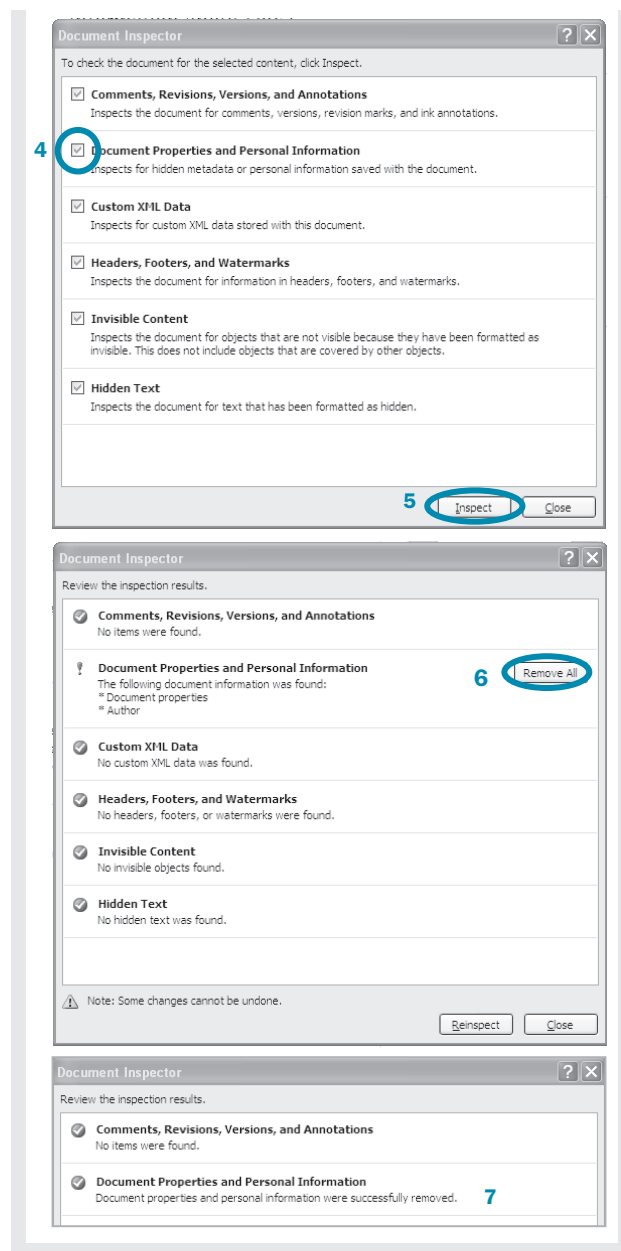 Document Inspector
To check the document for the selected content, click Inspect.
Comments, Revisions, Versions, and Annotations
Inspects the document for comments, versions, revision marks, and ink annotations.
4
Document Properties and Personal Information
Inspects for hidden metadata or personal information saved with the document.
Custom XML Data
Inspects for custom XML data stored with this document.
Headers, Footers, and Watermarks
Inspects the document for information in headers, footers, and watermarks.
Invisible Content
Inspects the document for objects that are not visible because they have been formatted as
invisible. This does not include objects that are covered by other objects.
Hidden Text
Inspects the document for text that has been formatted as hidden.
5 Inspect Close
Document Inspector
Review the inspection results.
Comments, Revisions, Versions, and Annotations
No items were found.
Document Properties and Personal Information
The following document information was found:
* Document properties
* Author
6 Remove All
Custom XML Data
No custom XML data was found.
Headers, Footers, and Watermarks
No headers, footers, or watermarks were found.
Invisible Content
No invisible objects found.
Hidden Text
No hidden text was found.
Note: Some changes cannot be undone.
Reinspect Close
Document Inspector
Review the inspection results.
Comments, Revisions, Versions, and Annotations
No items were found.
Document Properties and Personal Information
Document properties and personal information were successfully removed. 7